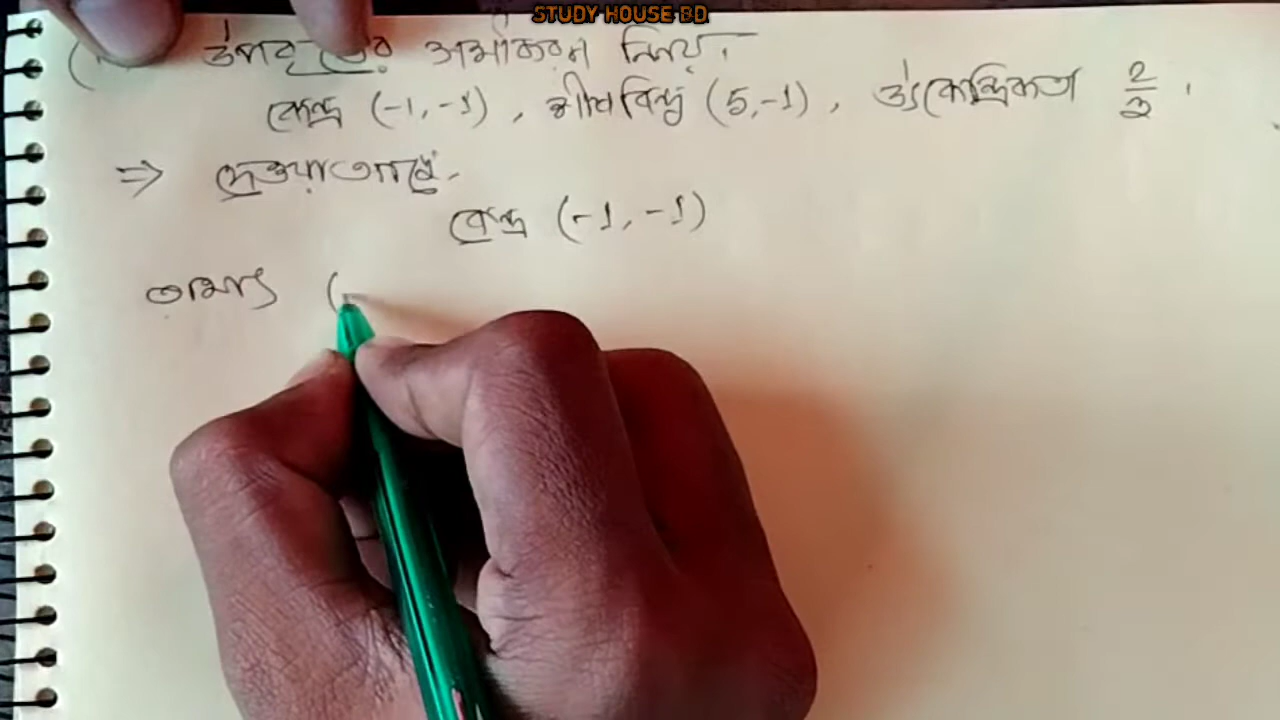 STUDY HOUSE BD
উপবৃত্তের সমীকরণ নির্ণয়.
কেন্দ্র (-1, -1), শীর্ষবিন্দু (5, -1), উৎকেন্দ্রিকতা 2/3।
⇒ দেওয়া আছে,
কেন্দ্র (-1, -1)
(